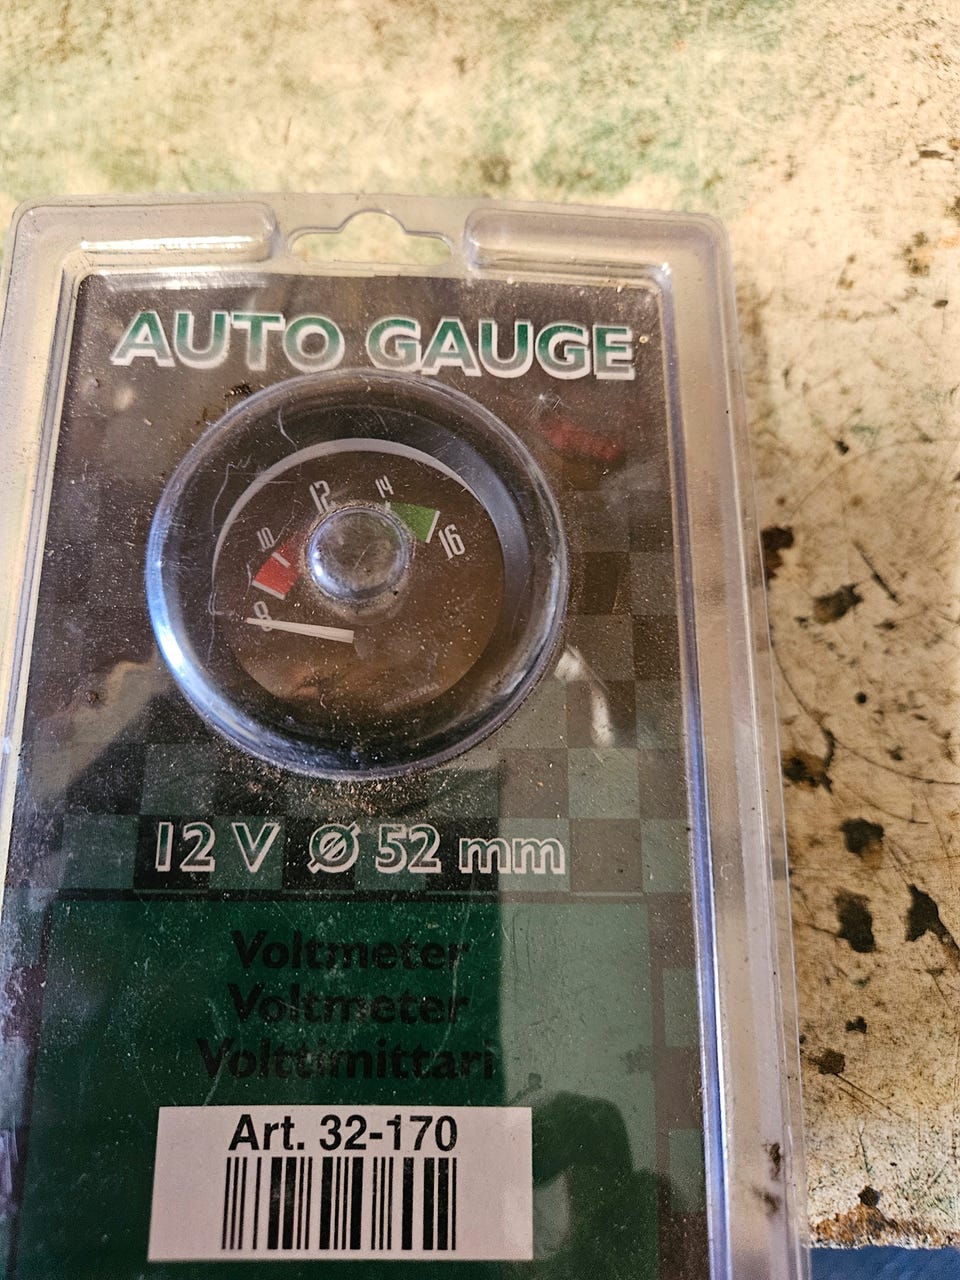 AUTO GAUGE
8 10 12 14 16
12 V Ø 52 mm
Voltmeter
Voltmeter
Volttimittari
Art. 32-170